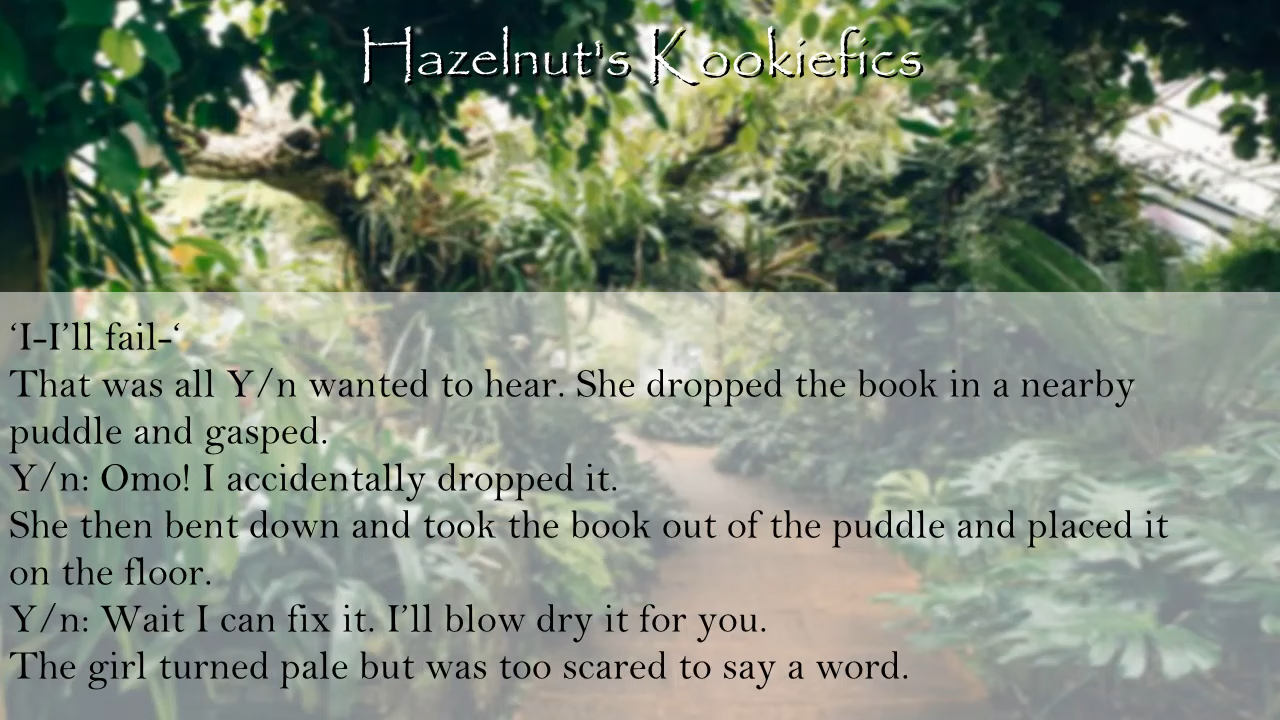 Hazelnut's Kookiefics
‘I-I’ll fail-‘
That was all Y/n wanted to hear. She dropped the book in a nearby
puddle and gasped.
Y/n: Omo! I accidentally dropped it.
She then bent down and took the book out of the puddle and placed it
on the floor.
Y/n: Wait I can fix it. I’ll blow dry it for you.
The girl turned pale but was too scared to say a word.